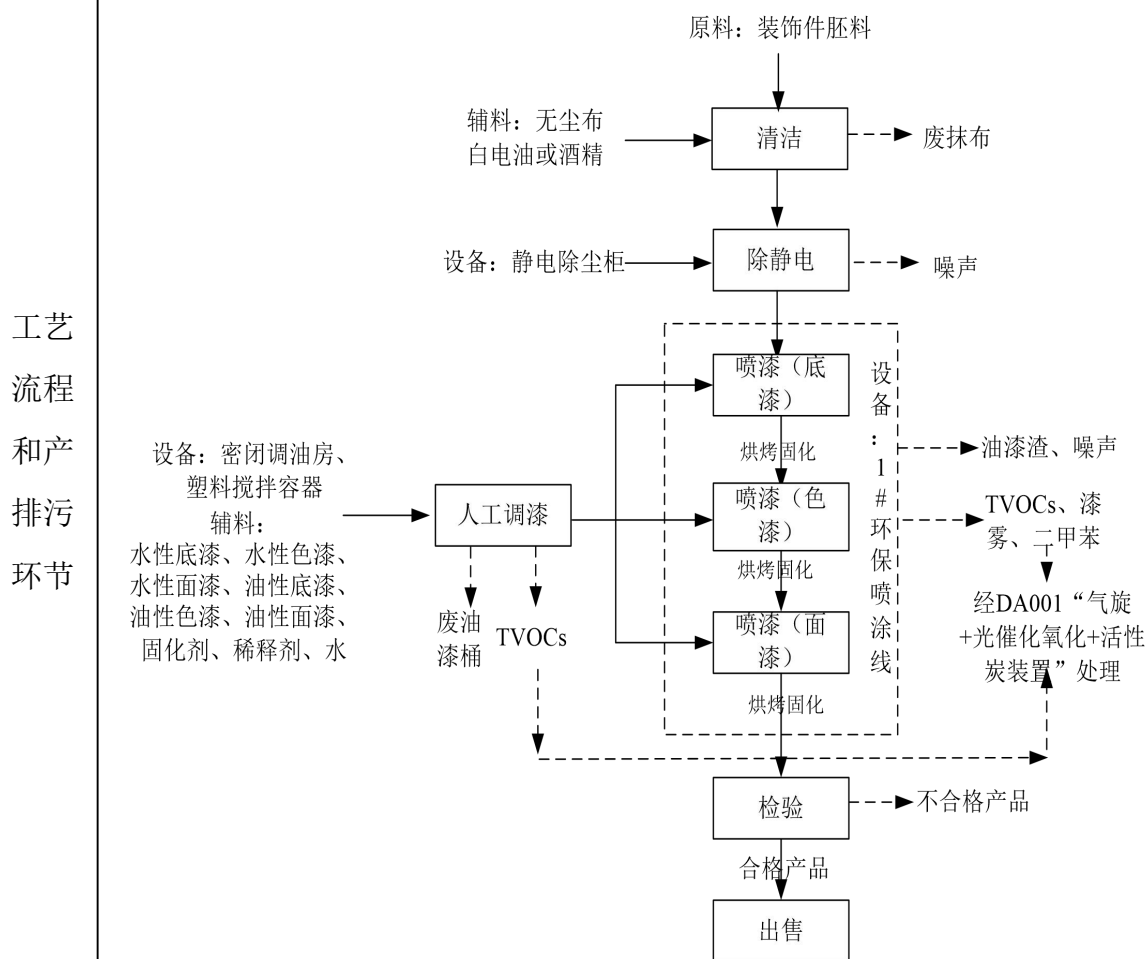 工艺
流程
和产
排污
环节
原料：装饰件胚料
辅料：无尘布
白电油或酒精
清洁
废抹布
设备：静电除尘柜
除静电
噪声
喷漆（底
漆）
设备：1#环保喷涂线
烘烤固化
油漆渣、噪声
设备：密闭调油房、
塑料搅拌容器
辅料：
水性底漆、水性色漆、
水性面漆、油性底漆、
油性色漆、油性面漆、
固化剂、稀释剂、水
人工调漆
喷漆（色
漆）
TVOCs、漆
雾、二甲苯
烘烤固化
废油
漆桶
TVOCs
喷漆（面
漆）
经DA001“气旋
+光催化氧化+活性
炭装置”处理
烘烤固化
检验
不合格产品
合格产品
出售